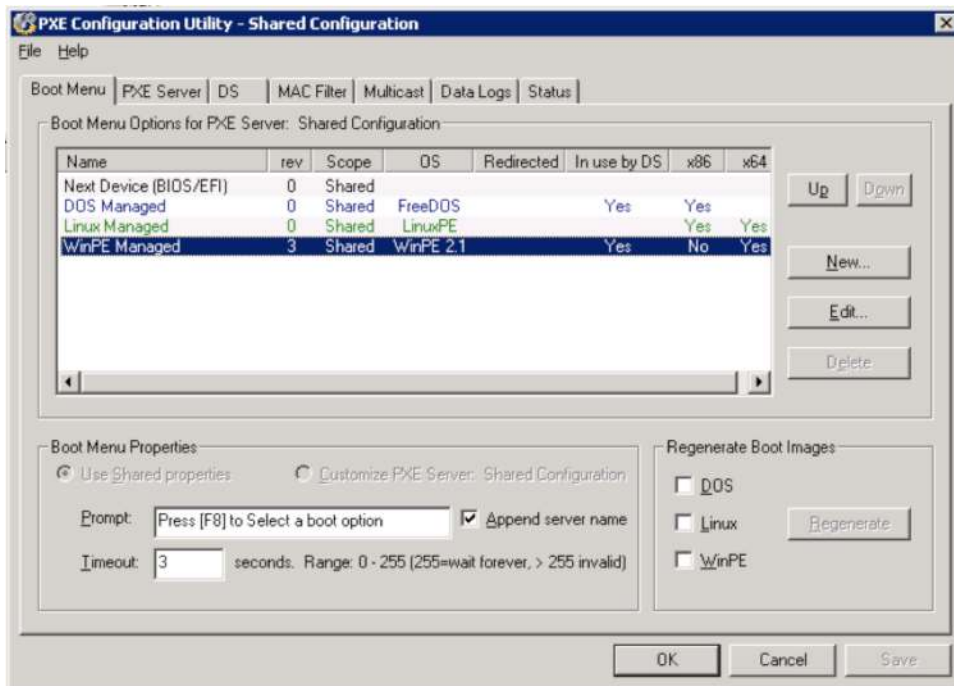 PXE Configuration Utility - Shared Configuration
File Help
Boot Menu PXE Server DS MAC Filter Multicast Data Logs Status
Boot Menu Options for PXE Server: Shared Configuration
Name rev Scope OS Redirected In use by DS x86 x64
Next Device (BIOS/EFI) 0 Shared
DOS Managed 0 Shared FreeDOS Yes Yes
Linux Managed 0 Shared LinuxPE Yes Yes
WinPE Managed 3 Shared WinPE 2.1 Yes No Yes
Up Down
New...
Edit...
Delete
Boot Menu Properties
Use Shared properties Customize PXE Server: Shared Configuration
Prompt: Press [F8] to Select a boot option Append server name
Timeout: 3 seconds. Range: 0 - 255 (255=wait forever, > 255 invalid)
Regenerate Boot Images
DOS
Linux Regenerate
WinPE
OK Cancel Save